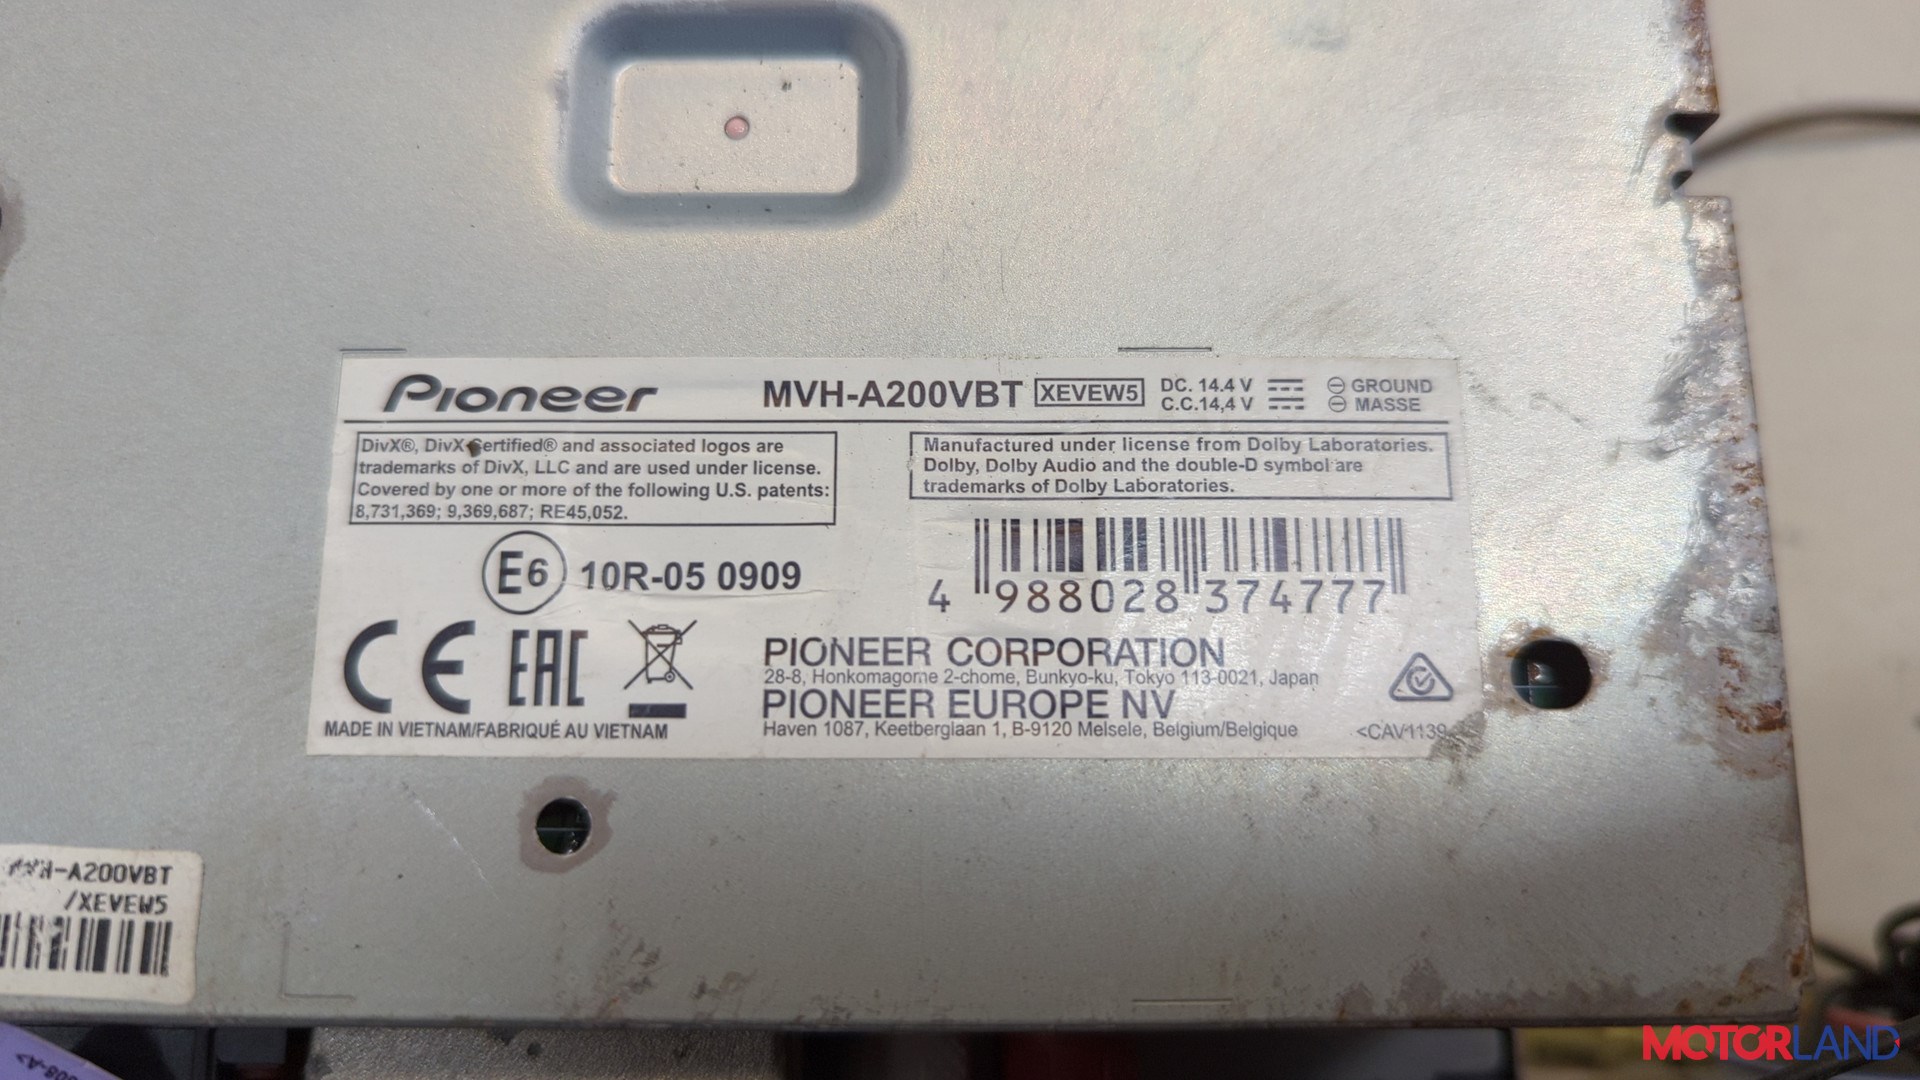 Pioneer MVH-A200VBT XEVEW5 DC. 14.4 V GROUND
C.C.14,4 V MASSE
DivX®, DivX Certified® and associated logos are
trademarks of DivX, LLC and are used under license.
Covered by one or more of the following U.S. patents:
8,731,369; 9,369,687; RE45,052.
Manufactured under license from Dolby Laboratories.
Dolby, Dolby Audio and the double-D symbol are
trademarks of Dolby Laboratories.
E6 10R-05 0909
4 988028 374777
CE EAC
MADE IN VIETNAM/FABRIQUÉ AU VIETNAM
PIONEER CORPORATION
28-8, Honkomagome 2-chome, Bunkyo-ku, Tokyo 113-0021, Japan
PIONEER EUROPE NV
Haven 1087, Keetberglaan 1, B-9120 Melsele, Belgium/Belgique
<CAV1139
MVH-A200VBT
/XEVEW5
MOTORLAND